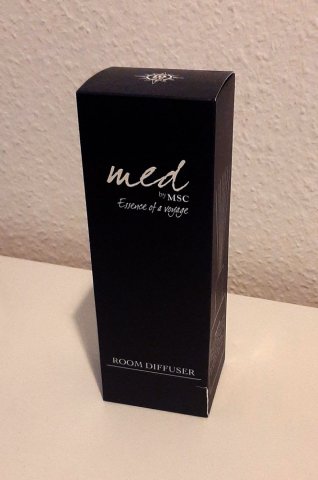 med
by MSC
Essence of a voyage
ROOM DIFFUSER